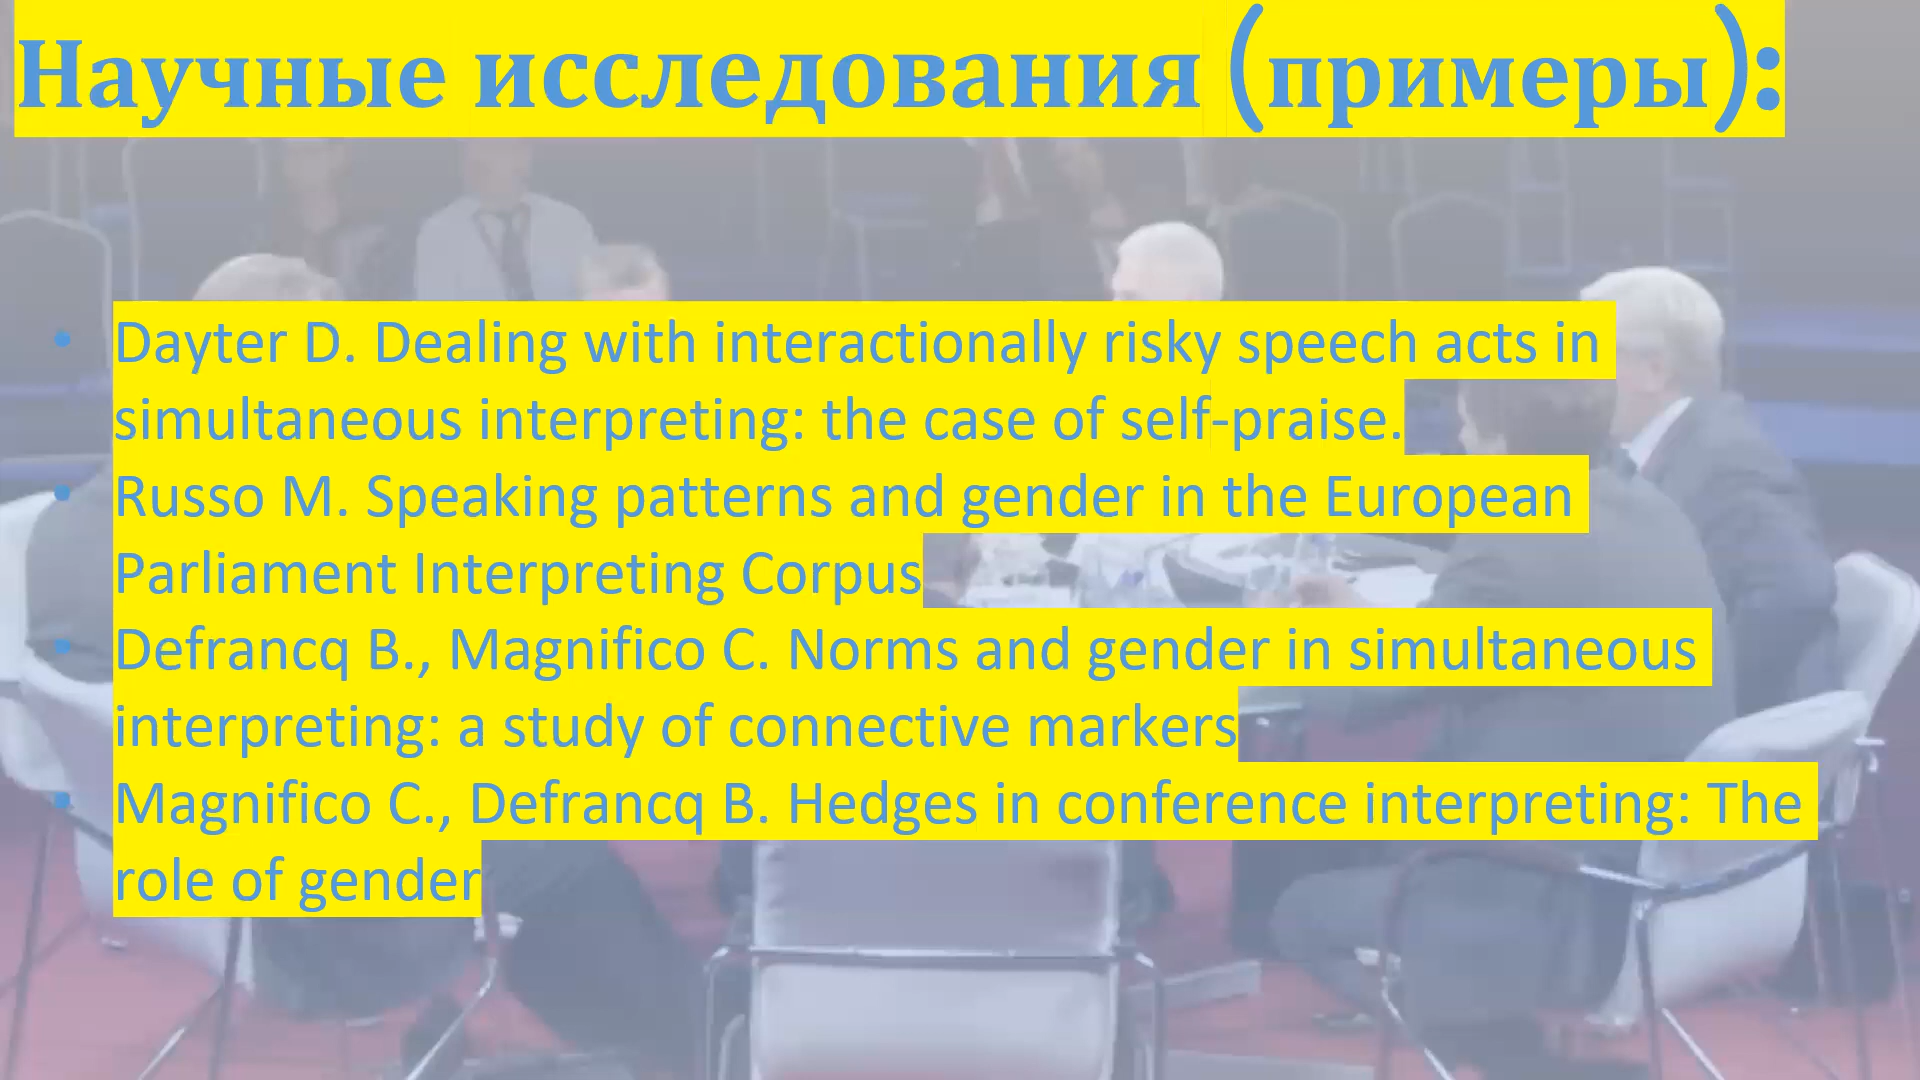 Научные исследования (примеры):
• Dayter D. Dealing with interactionally risky speech acts in
simultaneous interpreting: the case of self-praise.
• Russo M. Speaking patterns and gender in the European
Parliament Interpreting Corpus
• Defrancq B., Magnifico C. Norms and gender in simultaneous
interpreting: a study of connective markers
• Magnifico C., Defrancq B. Hedges in conference interpreting: The
role of gender